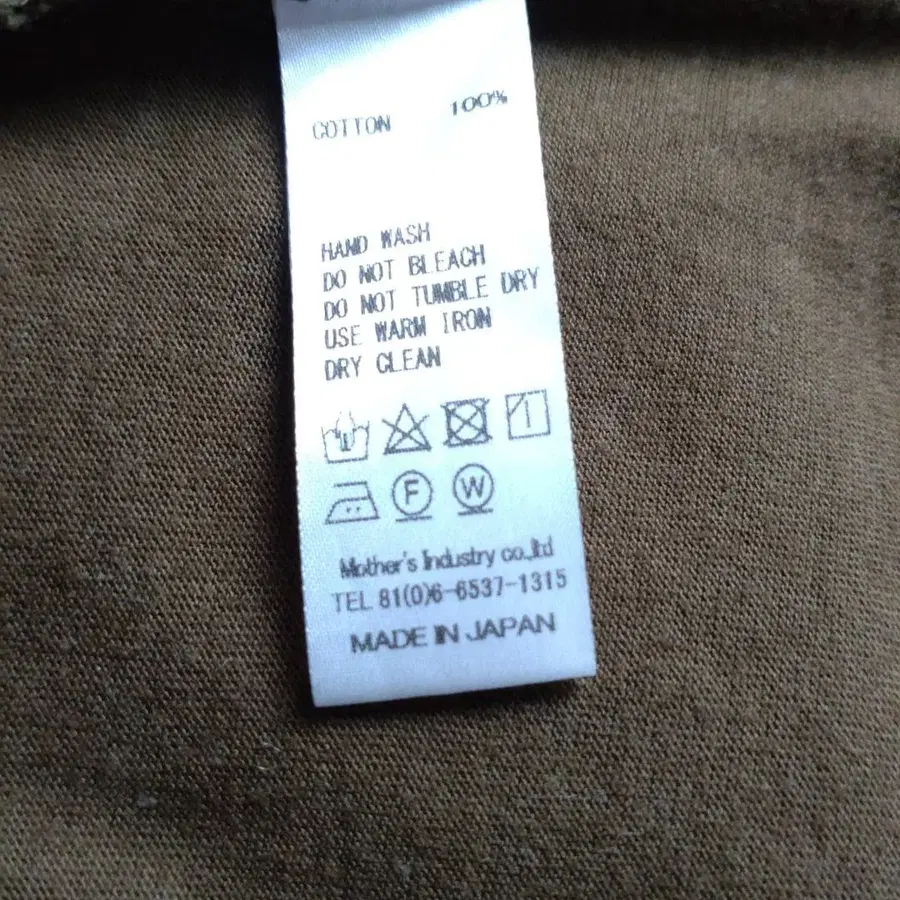 COTTON 100%
HAND WASH
DO NOT BLEACH
DO NOT TUMBLE DRY
USE WARM IRON
DRY CLEAN
F W
Mother's Industry co.,ltd
TEL 81(0)6-6537-1315
MADE IN JAPAN